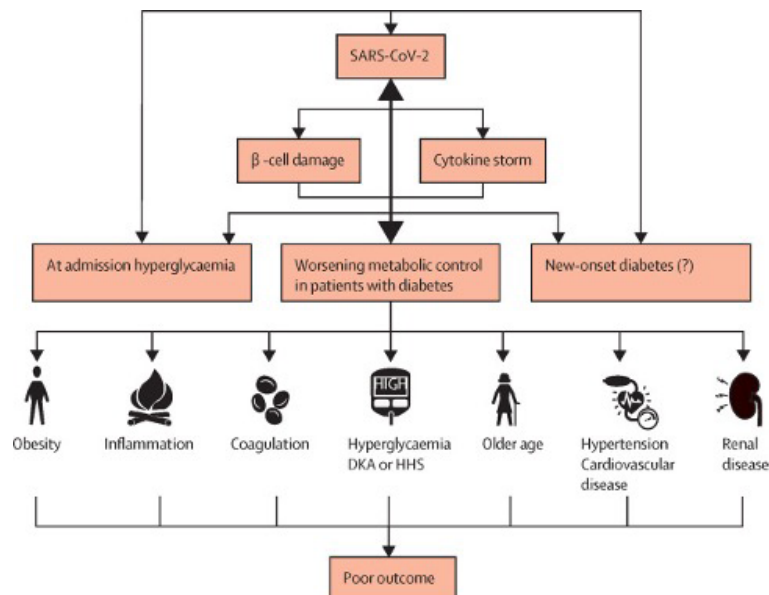 SARS-CoV-2
β-cell damage
Cytokine storm
At admission hyperglycaemia
Worsening metabolic control
in patients with diabetes
New-onset diabetes (?)
HIGH
Obesity
Inflammation
Coagulation
Hyperglycaemia
DKA or HHS
Older age
Hypertension
Cardiovascular
disease
Renal
disease
Poor outcome